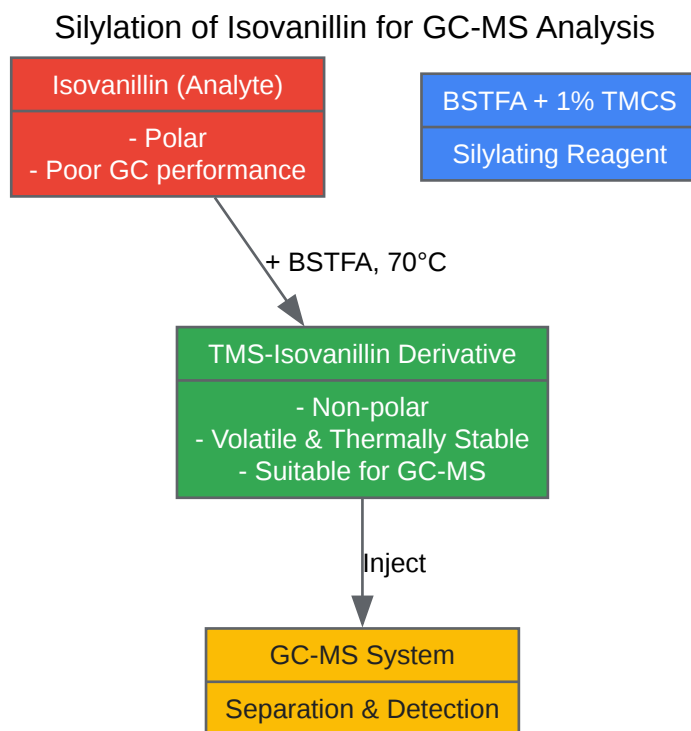 Silylation of Isovanillin for GC-MS Analysis
Isovanillin (Analyte)
- Polar
- Poor GC performance
BSTFA + 1% TMCS
Silylating Reagent
+ BSTFA, 70°C
TMS-Isovanillin Derivative
- Non-polar
- Volatile & Thermally Stable
- Suitable for GC-MS
Inject
GC-MS System
Separation & Detection